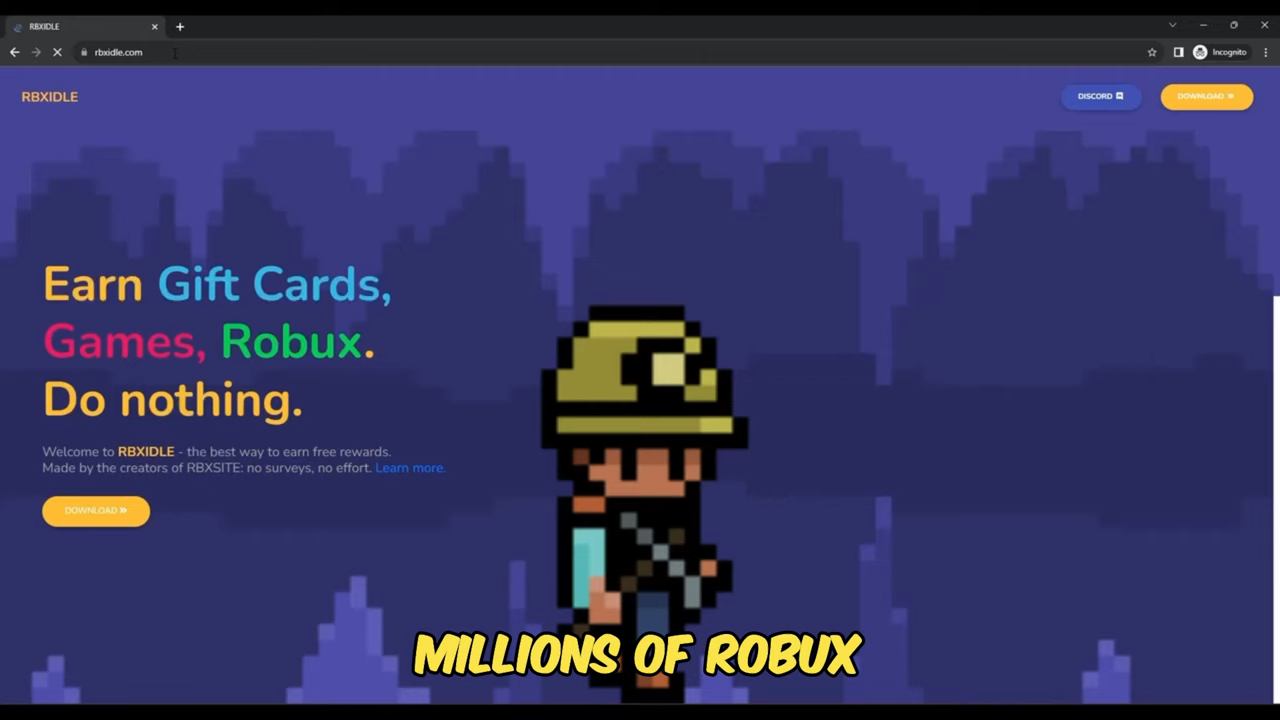 RBXIDLE
rbxidle.com
Incognito
RBXIDLE
DISCORD
DOWNLOAD »
Earn Gift Cards,
Games, Robux.
Do nothing.
Welcome to RBXIDLE - the best way to earn free rewards.
Made by the creators of RBXSITE: no surveys, no effort. Learn more.
DOWNLOAD »
MILLIONS OF ROBUX